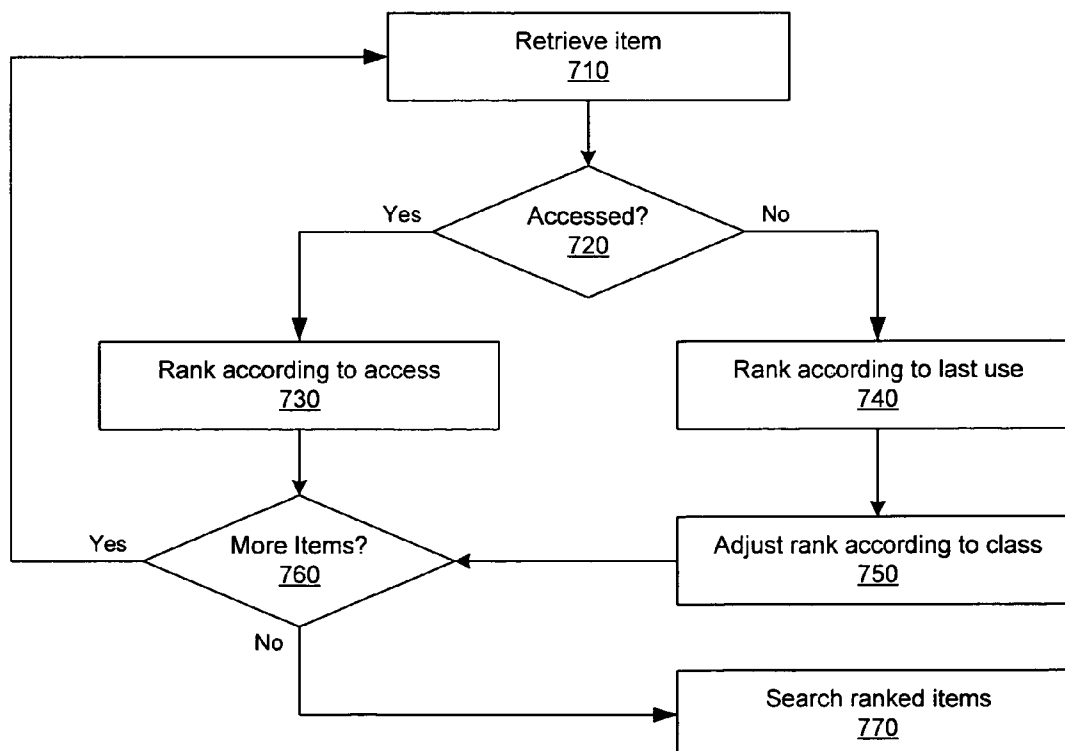 Retrieve item
710
Accessed?
720
Yes
No
Rank according to access
730
Rank according to last use
740
More Items?
760
Yes
No
Adjust rank according to class
750
Search ranked items
770